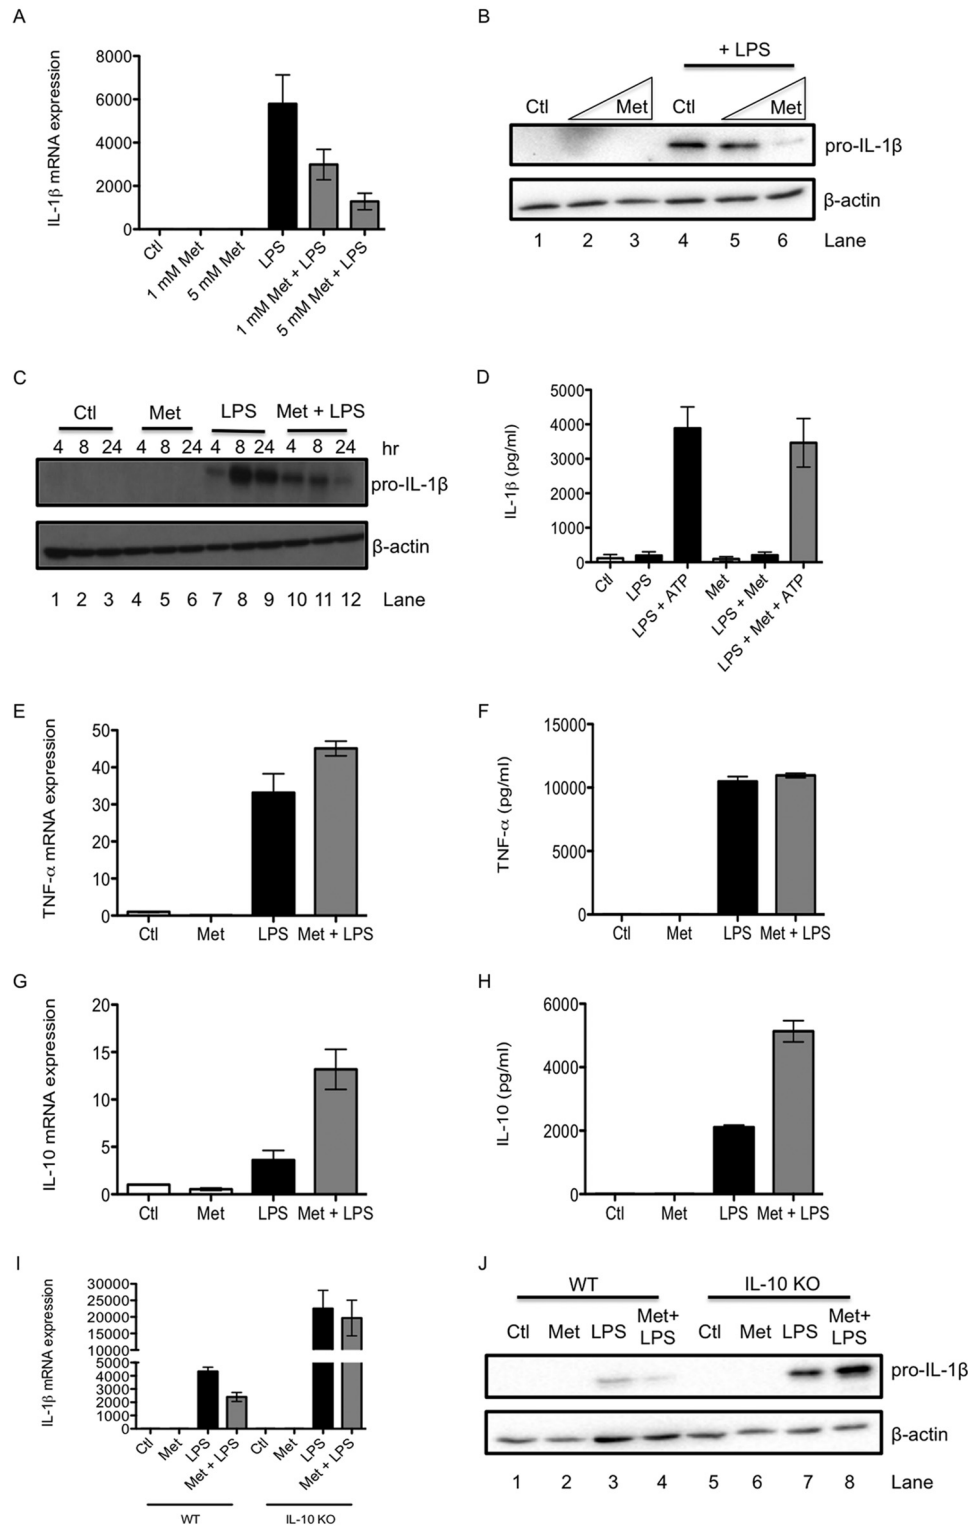 A
IL-1β mRNA expression
8000
6000
4000
2000
0
Ctl
1 mM Met
5 mM Met
LPS
1 mM Met + LPS
5 mM Met + LPS
B
+ LPS
Ctl Met Ctl Met
pro-IL-1β
β-actin
1 2 3 4 5 6 Lane
C
Ctl Met LPS Met + LPS
4 8 24 4 8 24 4 8 24 4 8 24 hr
pro-IL-1β
β-actin
1 2 3 4 5 6 7 8 9 10 11 12 Lane
D
IL-1β (pg/ml)
5000
4000
3000
2000
1000
0
Ctl
LPS
LPS + ATP
Met
LPS + Met
LPS + Met + ATP
E
TNF-α mRNA expression
50
40
30
20
10
0
Ctl Met LPS Met + LPS
F
TNF-α (pg/ml)
15000
10000
5000
0
Ctl Met LPS Met + LPS
G
IL-10 mRNA expression
20
15
10
5
0
Ctl Met LPS Met + LPS
H
IL-10 (pg/ml)
6000
4000
2000
0
Ctl Met LPS Met + LPS
I
IL-1β mRNA expression
30000
25000
20000
15000
10000
5000
4000
3000
2000
1000
0
Ctl
Met
LPS
Met + LPS
Ctl
Met
LPS
Met + LPS
WT IL-10 KO
J
WT IL-10 KO
Ctl Met LPS Met+ LPS Ctl Met LPS Met+ LPS
pro-IL-1β
β-actin
1 2 3 4 5 6 7 8 Lane